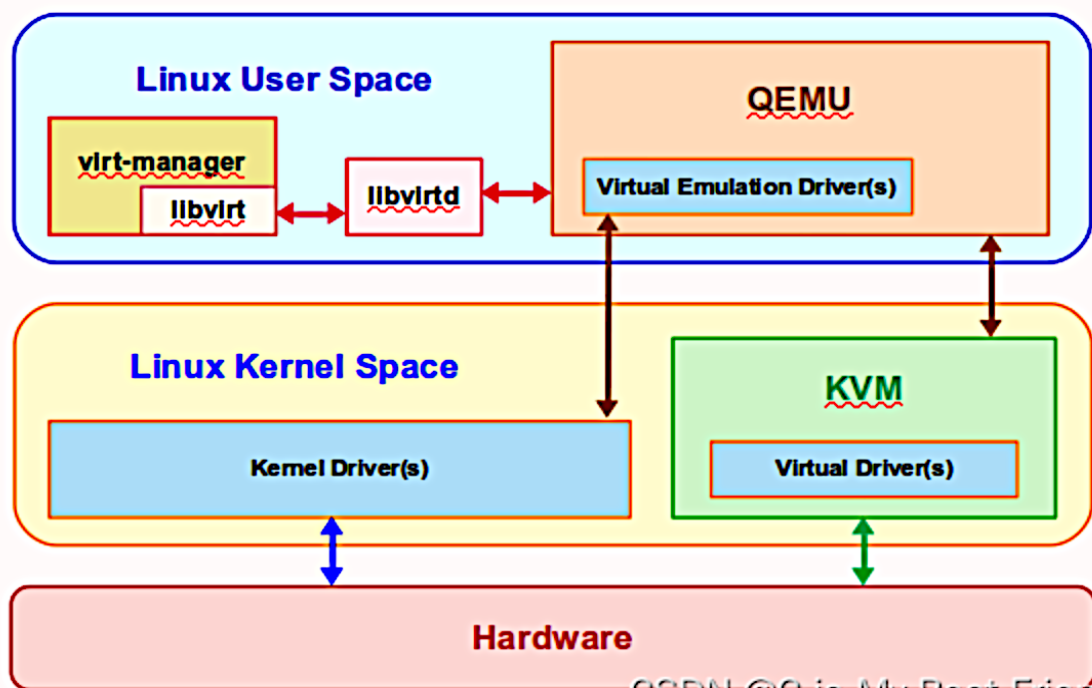 Linux User Space
QEMU
virt-manager
libvirt
libvirtd
Virtual Emulation Driver(s)
Linux Kernel Space
KVM
Kernel Driver(s)
Virtual Driver(s)
Hardware